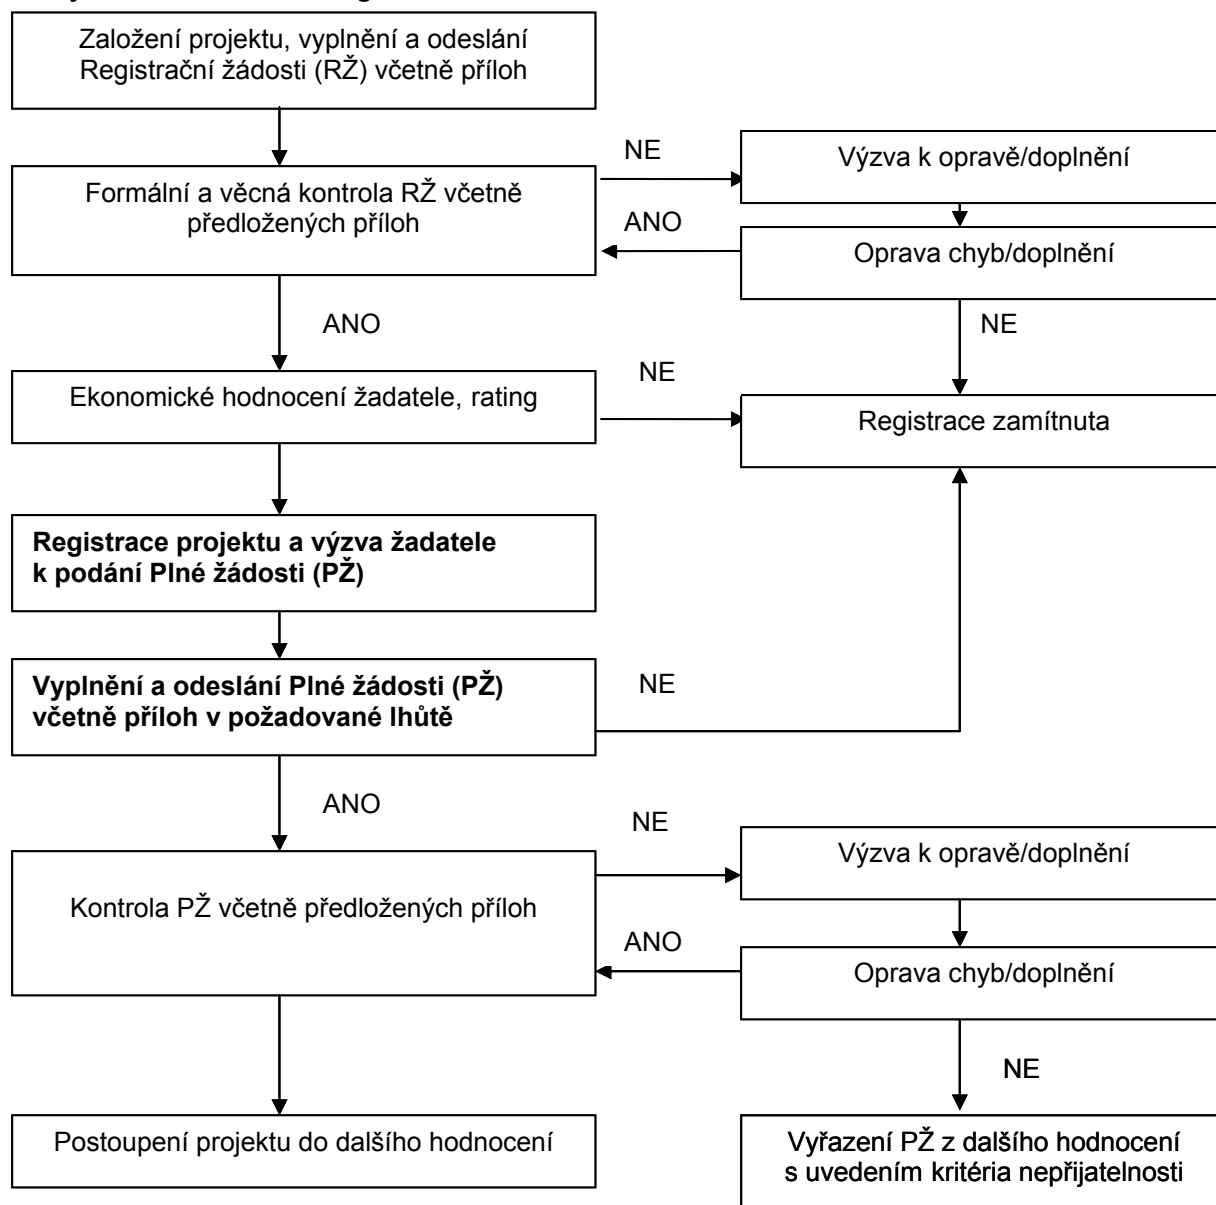 Založení projektu, vyplnění a odeslání
Registrační žádosti (RŽ) včetně příloh
NE
Výzva k opravě/doplnění
Formální a věcná kontrola RŽ včetně
předložených příloh
ANO
Oprava chyb/doplnění
ANO
NE
NE
Ekonomické hodnocení žadatele, rating
Registrace zamítnuta
Registrace projektu a výzva žadatele
k podání Plné žádosti (PŽ)
Vyplnění a odeslání Plné žádosti (PŽ)
včetně příloh v požadované lhůtě
NE
ANO
NE
Výzva k opravě/doplnění
Kontrola PŽ včetně předložených příloh
ANO
Oprava chyb/doplnění
NE
Postoupení projektu do dalšího hodnocení
Vyřazení PŽ z dalšího hodnocení
s uvedením kritéria nepřijatelnosti